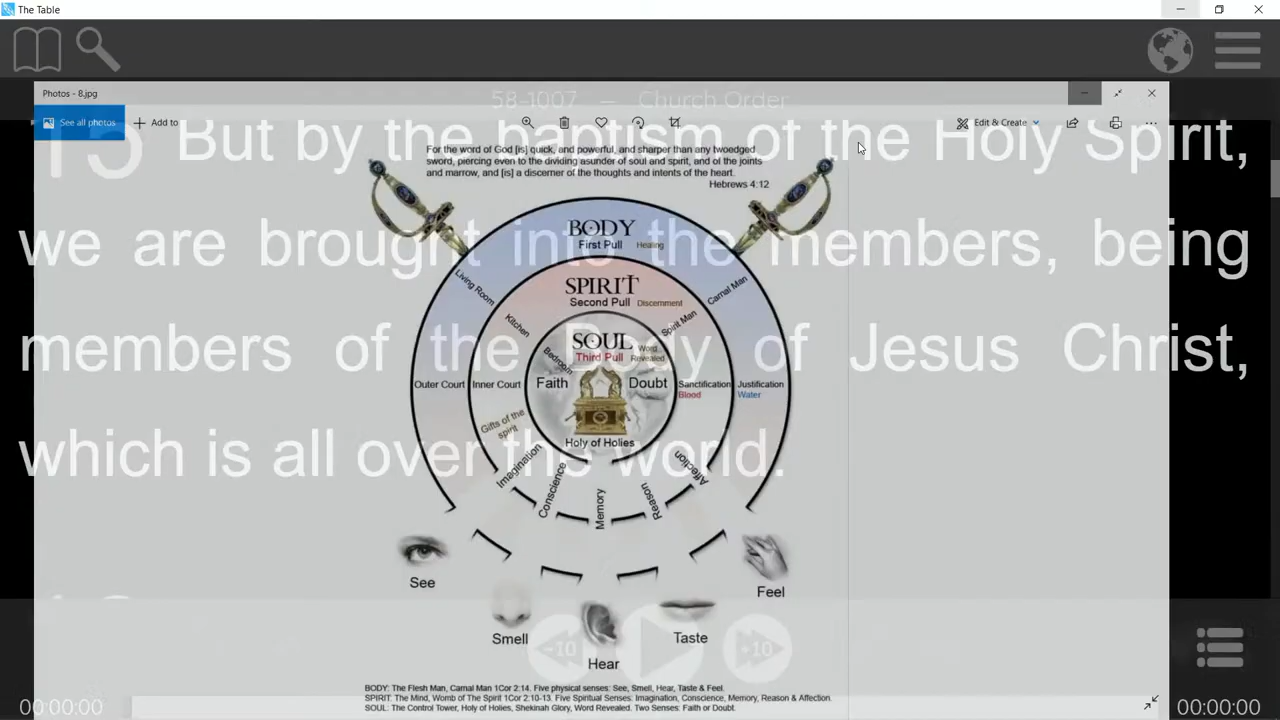 The Table
Photos - 8.jpg
58-1007 – Church Order
See all photos
Add to
Edit & Create
15 But by the baptism of the Holy Spirit,
we are brought into the members, being
members of the Body of Jesus Christ,
which is all over the world.
For the word of God [is] quick, and powerful, and sharper than any twoedged
sword, piercing even to the dividing asunder of soul and spirit, and of the joints
and marrow, and [is] a discerner of the thoughts and intents of the heart.
Hebrews 4:12
BODY
First Pull Healing
Living Room
Carnal Man
SPIRIT
Second Pull Discernment
Kitchen
Spirit Man
SOUL
Third Pull
Word
Revealed
Bedroom
Faith
Doubt
Outer Court
Inner Court
Sanctification
Blood
Justification
Water
Gifts of the
spirit
Holy of Holies
Imagination
Conscience
Memory
Reason
Affection
See
Smell
Hear
Taste
Feel
-10
+10
BODY: The Flesh Man, Carnal Man 1Cor 2:14. Five physical senses: See, Smell, Hear, Taste & Feel.
SPIRIT: The Mind, Womb of The Spirit 1Cor 2:10-13. Five Spiritual Senses: Imagination, Conscience, Memory, Reason & Affection.
SOUL: The Control Tower, Holy of Holies, Shekinah Glory, Word Revealed. Two Senses: Faith or Doubt.
00:00:00
00:00:00